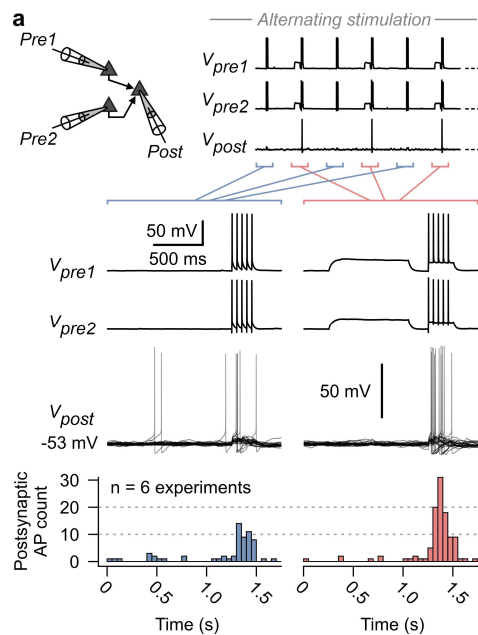 a
Alternating stimulation
Pre1
Pre2
Post
Vpre1
Vpre2
Vpost
50 mV
500 ms
Vpre1
Vpre2
50 mV
Vpost
-53 mV
Postsynaptic
AP count
30
20
10
0
n = 6 experiments
0 0.5 1.0 1.5 0 0.5 1.0 1.5
Time (s) Time (s)